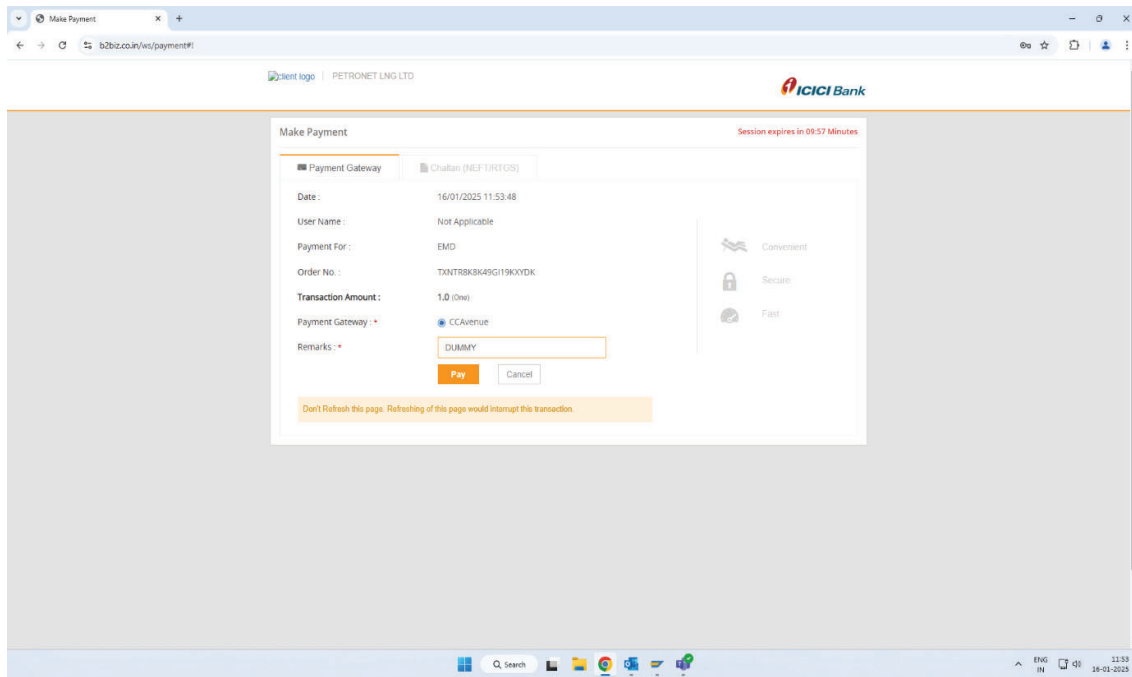 Make Payment
b2biz.co.in/ws/payment#!
client logo PETRONET LNG LTD
ICICI Bank
Make Payment Session expires in 09:57 Minutes
Payment Gateway Challan (NEFT/RTGS)
Date : 16/01/2025 11:53:48
User Name : Not Applicable
Payment For : EMD
Order No. : TXNTR8K8K49GI19KXYDK
Transaction Amount : 1.0 (One)
Payment Gateway : * CCAvenue
Remarks : * DUMMY
Pay Cancel
Don't Refresh this page. Refreshing of this page would interrupt this transaction.
Convenient
Secure
Fast
Search
ENG
IN
11:53
16-01-2025